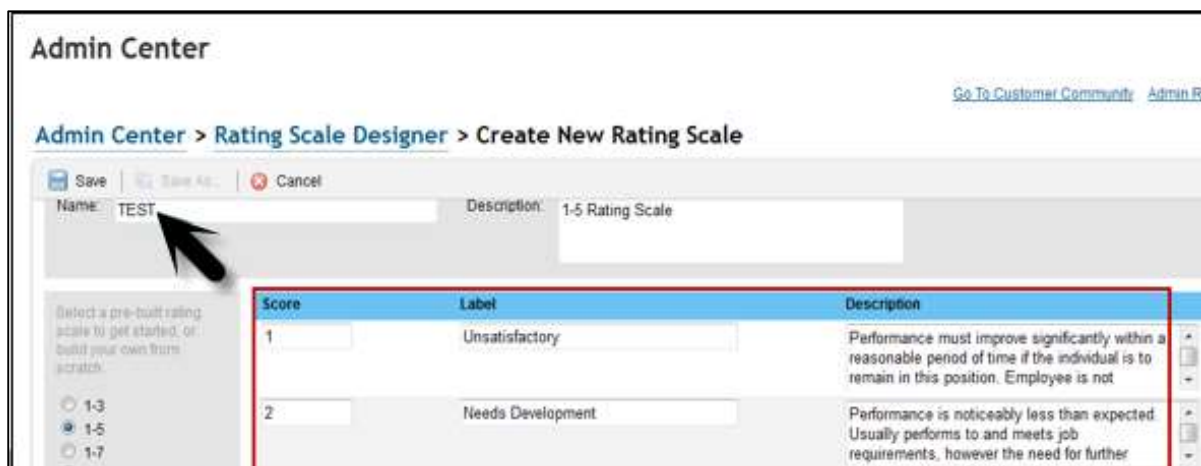 Admin Center
Go To Customer Community Admin R
Admin Center > Rating Scale Designer > Create New Rating Scale
Save Save As.. Cancel
Name: TEST Description: 1-5 Rating Scale
Score Label Description
Select a pre-built rating
scale to get started, or
build your own from
scratch.
1 Unsatisfactory Performance must improve significantly within a
reasonable period of time if the individual is to
remain in this position. Employee is not
1-3
1-5
1-7
2 Needs Development Performance is noticeably less than expected.
Usually performs to and meets job
requirements, however the need for further